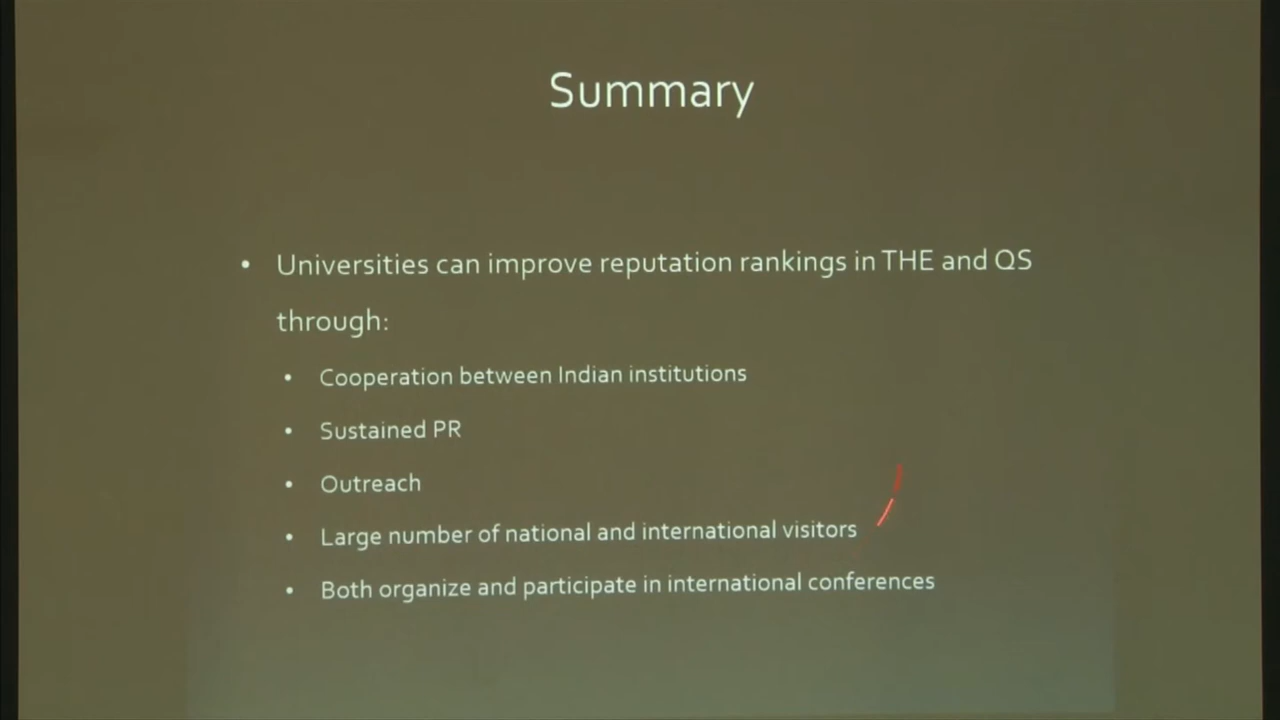 Summary
• Universities can improve reputation rankings in THE and QS
through:
• Cooperation between Indian institutions
• Sustained PR
• Outreach
• Large number of national and international visitors
• Both organize and participate in international conferences